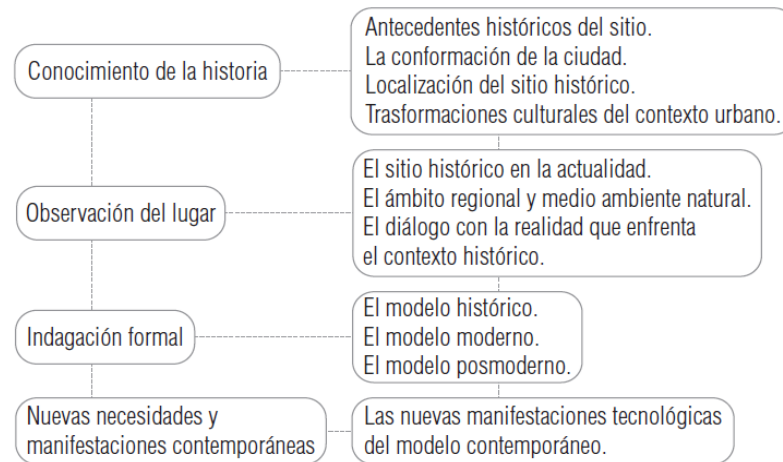 Conocimiento de la historia
Antecedentes históricos del sitio.
La conformación de la ciudad.
Localización del sitio histórico.
Trasformaciones culturales del contexto urbano.
Observación del lugar
El sitio histórico en la actualidad.
El ámbito regional y medio ambiente natural.
El diálogo con la realidad que enfrenta
el contexto histórico.
Indagación formal
El modelo histórico.
El modelo moderno.
El modelo posmoderno.
Nuevas necesidades y
manifestaciones contemporáneas
Las nuevas manifestaciones tecnológicas
del modelo contemporáneo.